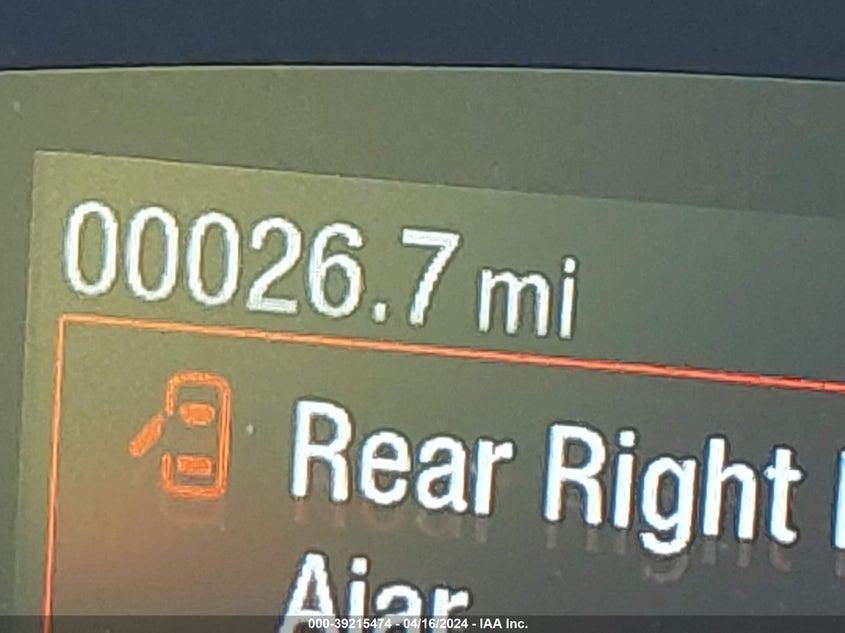 00026.7 mi
Rear Right
Ajar
000-39215474 - 04/16/2024 - IAA Inc.